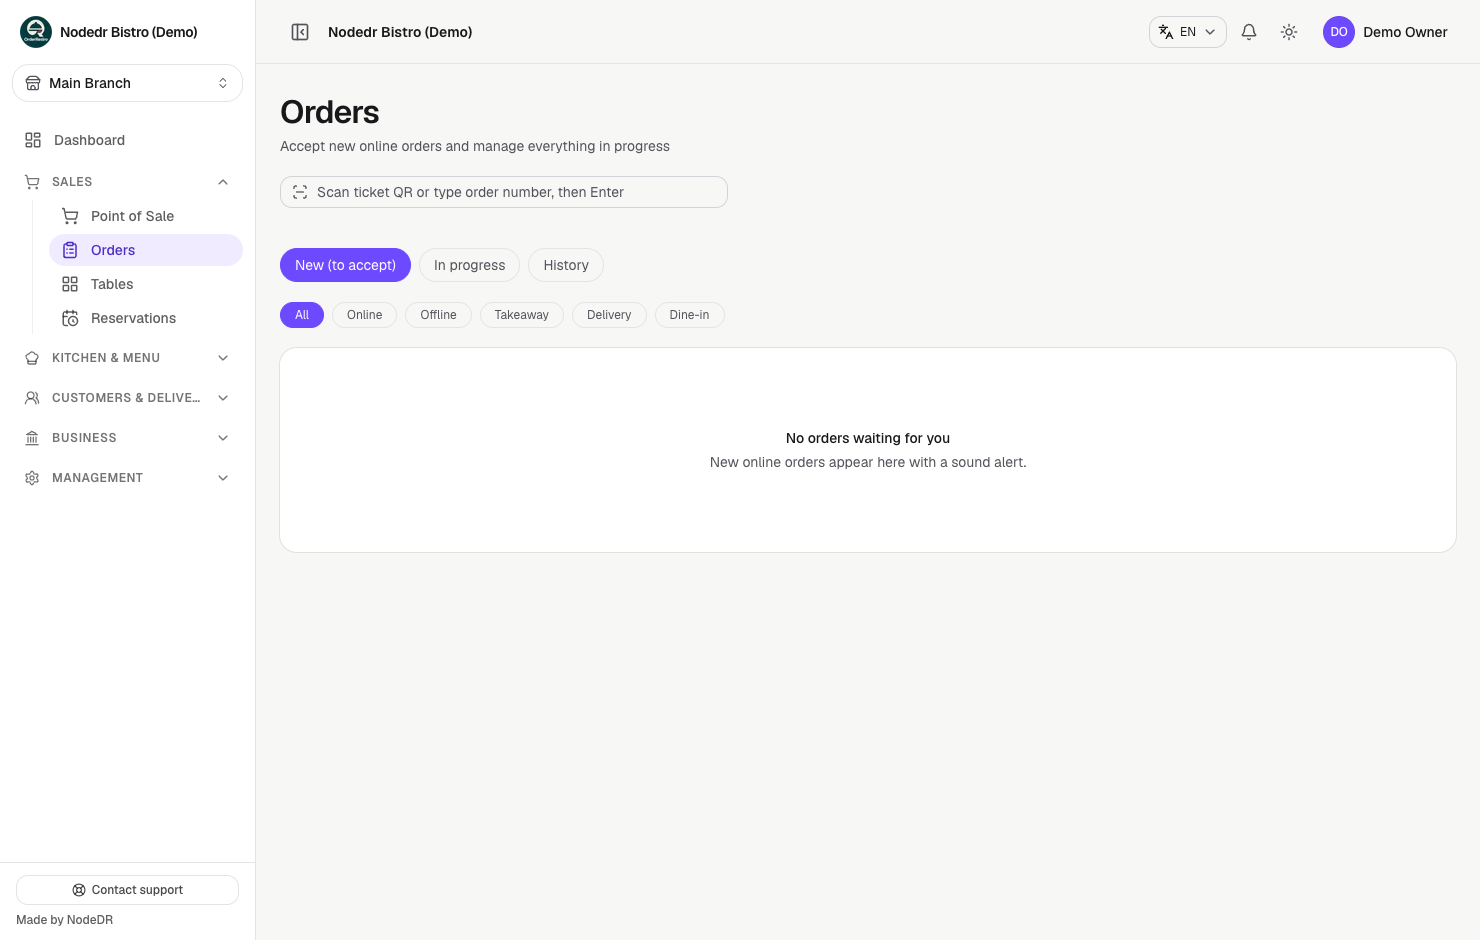 Nodedr Bistro (Demo)
Main Branch
Dashboard
SALES
Point of Sale
Orders
Tables
Reservations
KITCHEN & MENU
CUSTOMERS & DELIVE...
BUSINESS
MANAGEMENT
Contact support
Made by NodeDR
Nodedr Bistro (Demo)
EN
DO
Demo Owner
Orders
Accept new online orders and manage everything in progress
Scan ticket QR or type order number, then Enter
New (to accept)
In progress
History
All
Online
Offline
Takeaway
Delivery
Dine-in
No orders waiting for you
New online orders appear here with a sound alert.